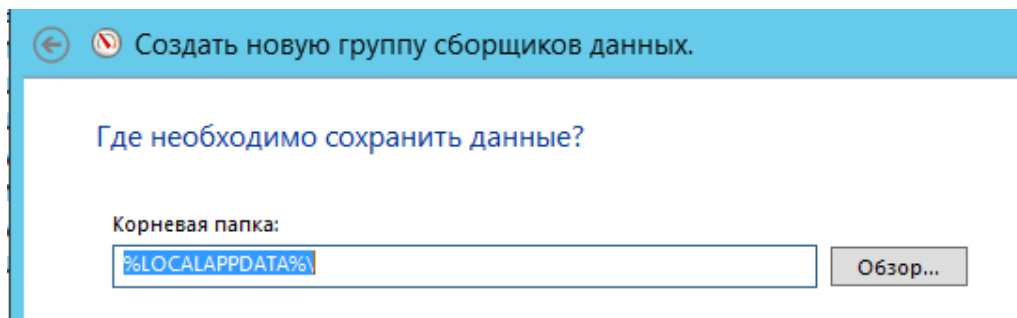 Создать новую группу сборщиков данных.
Где необходимо сохранить данные?
Корневая папка:
%LOCALAPPDATA%\
Обзор...